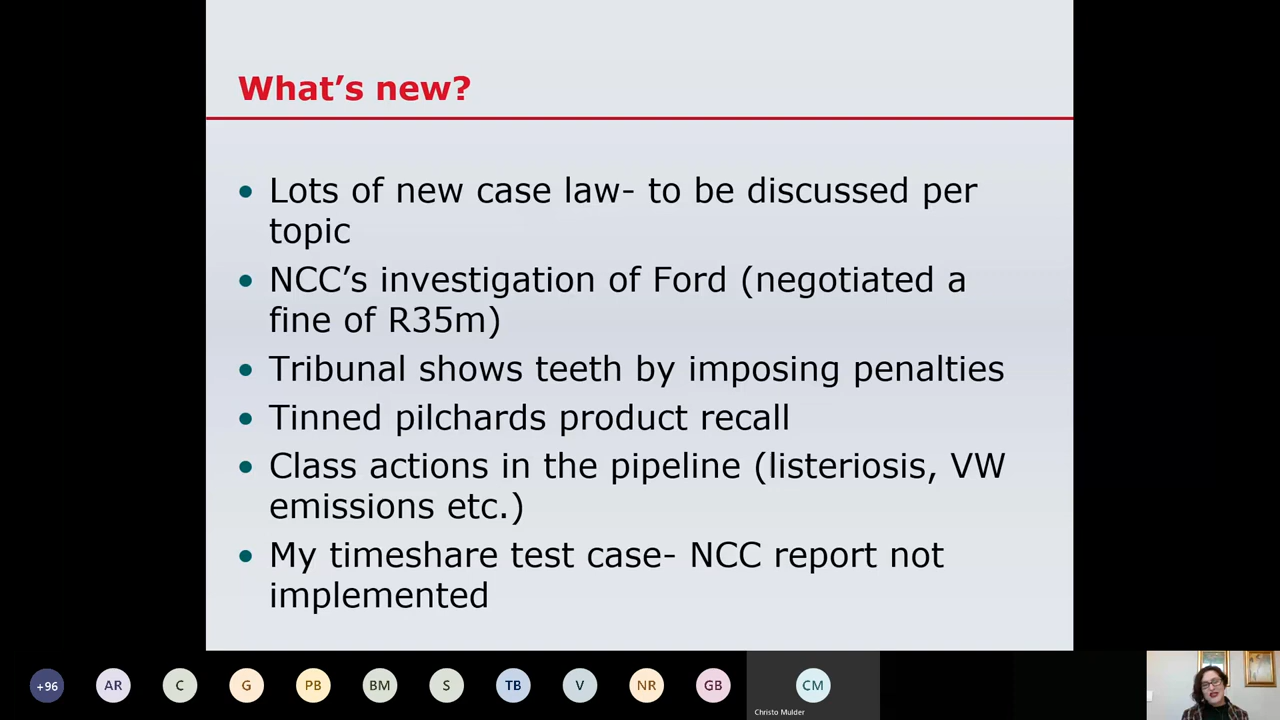 What's new?
• Lots of new case law- to be discussed per
topic
• NCC's investigation of Ford (negotiated a
fine of R35m)
• Tribunal shows teeth by imposing penalties
• Tinned pilchards product recall
• Class actions in the pipeline (listeriosis, VW
emissions etc.)
• My timeshare test case- NCC report not
implemented
+96 AR C G PB BM S TB V NR GB CM
Christo Mulder